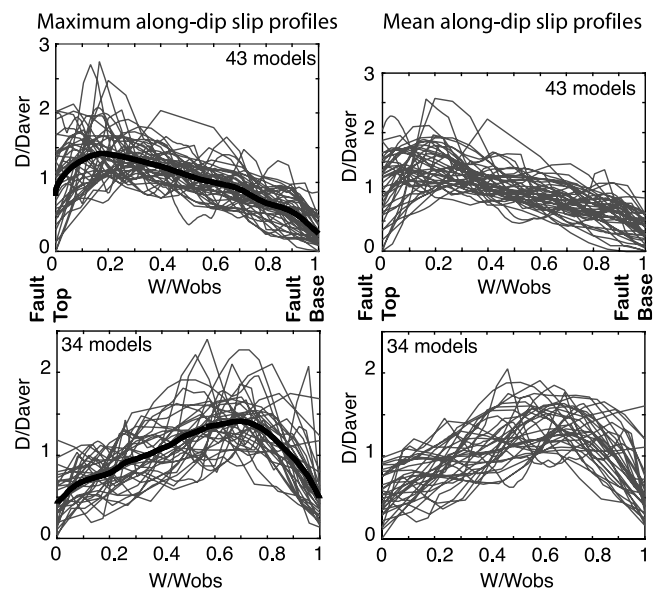 Maximum along-dip slip profiles
Mean along-dip slip profiles
3
43 models
2
D/Daver
1
0
0 0.2 0.4 0.6 0.8 1
W/Wobs
3
43 models
2
D/Daver
1
0
0 0.2 0.4 0.6 0.8 1
W/Wobs
Fault
Top
Fault
Base
Fault
Top
Fault
Base
34 models
2
D/Daver
1
0
0 0.2 0.4 0.6 0.8 1
W/Wobs
34 models
2
D/Daver
1
0
0 0.2 0.4 0.6 0.8 1
W/Wobs